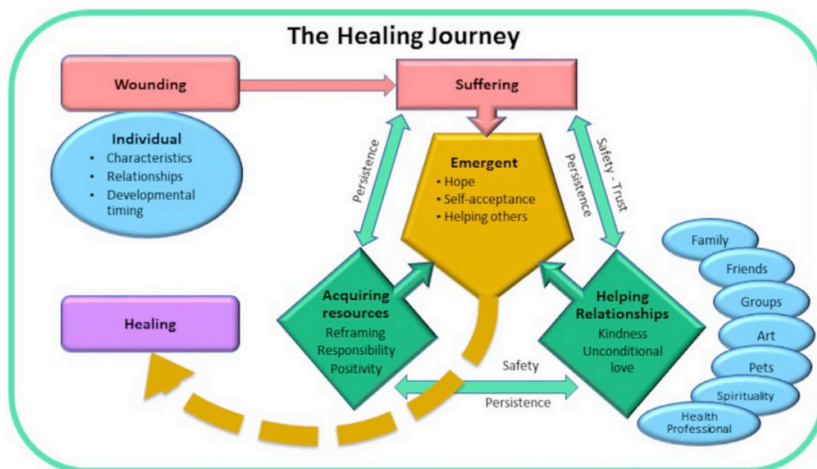 The Healing Journey
Wounding
Suffering
Individual
• Characteristics
• Relationships
• Developmental
timing
Persistence
Emergent
• Hope
• Self-acceptance
• Helping others
Safety - Trust
Persistence
Healing
Acquiring
resources
Reframing
Responsibility
Positivity
Helping
Relationships
Kindness
Unconditional
love
Safety
Persistence
Family
Friends
Groups
Art
Pets
Spirituality
Health
Professional